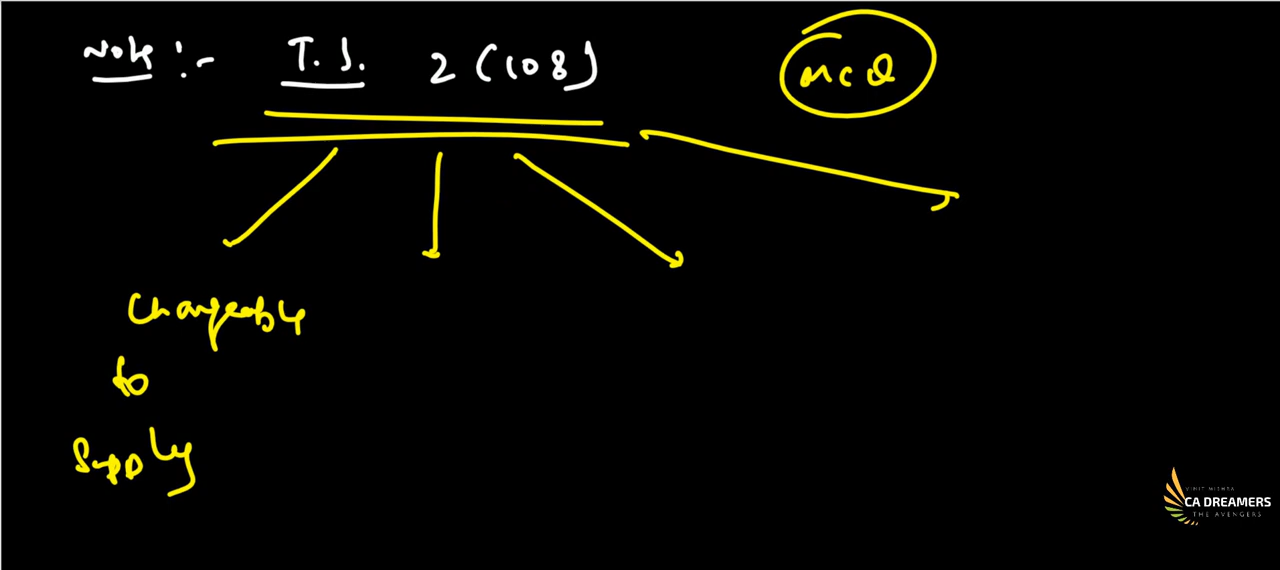 Note :- T.S. 2(108)
MCQ
Chargeable
to
Supply
VINIT MISHRA
CA DREAMERS
THE AVENGERS